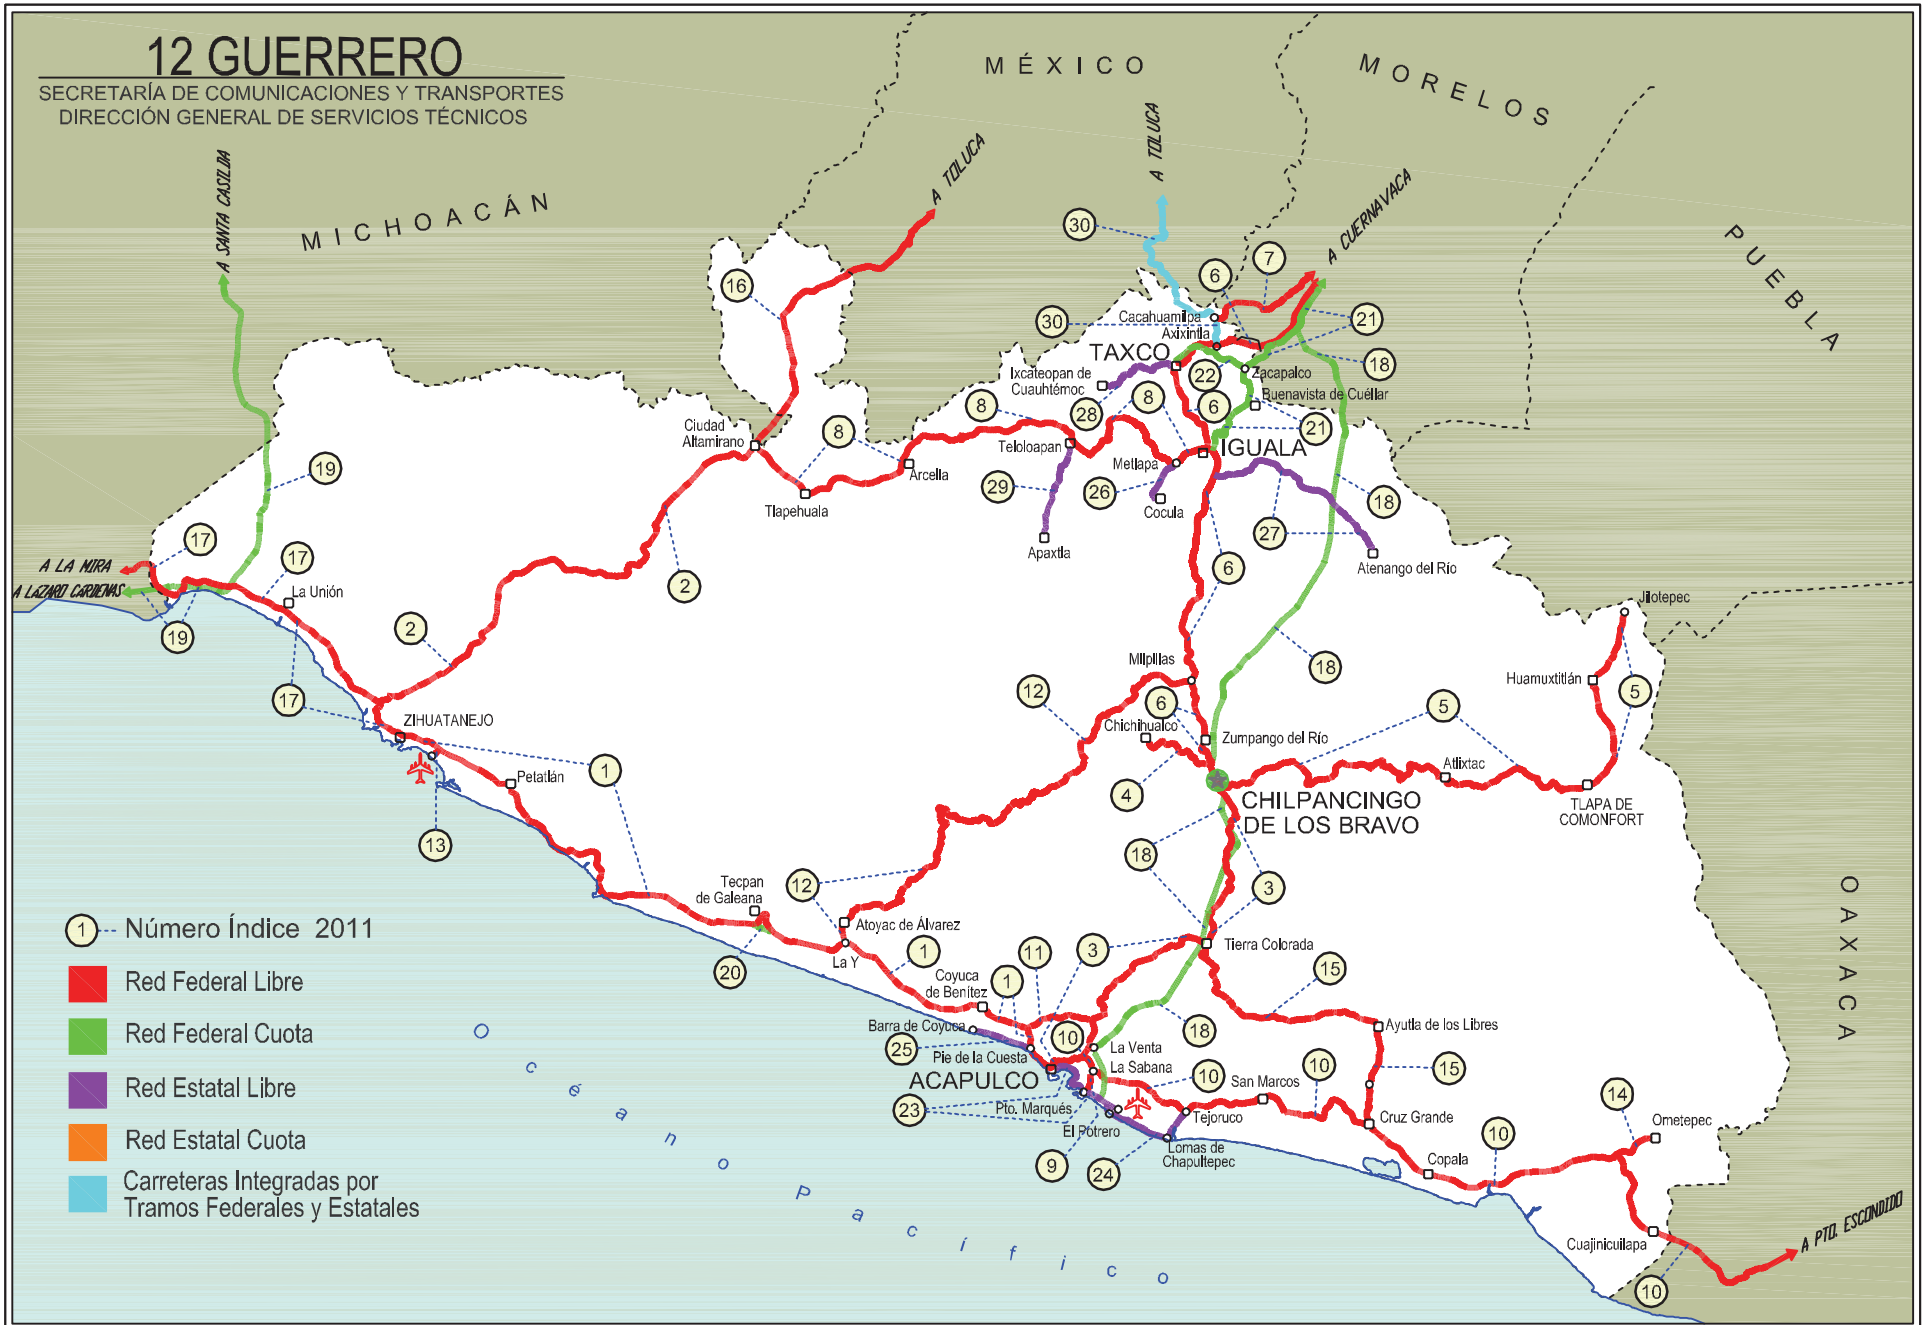 12 GUERRERO
SECRETARÍA DE COMUNICACIONES Y TRANSPORTES
DIRECCIÓN GENERAL DE SERVICIOS TÉCNICOS
MÉXICO
MORELOS
MICHOACÁN
PUEBLA
OAXACA
A SANTA CASILDA
A TOLUCA
A TOLUCA
A CUERNAVACA
30
6
7
16
30
Cacahuamilpa
Axixintla
21
TAXCO
Ixcateopan de
Cuauhtémoc
22
Zacapalco
18
Buenavista de Cuéllar
8
28
8
6
21
Ciudad
Altamirano
8
Teloloapan
IGUALA
Metlapa
Arcelia
19
29
26
18
Tlapehuala
Cocula
27
Apaxtla
Atenango del Río
17
17
A LA MIRA
A LÁZARO CÁRDENAS
La Unión
2
6
Jilotepec
19
2
18
Milpillas
Huamuxtitlán
5
17
12
6
5
ZIHUATANEJO
Chichihualco
Zumpango del Río
1
Petatlán
Atlixtac
4
CHILPANCINGO
DE LOS BRAVO
TLAPA DE
COMONFORT
13
18
3
12
Tecpan
de Galeana
Atoyac de Álvarez
1 Número Índice 2011
La Y
1
11
3
Tierra Colorada
20
15
Red Federal Libre
Coyuca
de Benítez
1
Barra de Coyuca
10
18
Ayutla de los Libres
Red Federal Cuota
25
Pie de la Cuesta
La Venta
La Sabana
10
10
15
ACAPULCO
San Marcos
Red Estatal Libre
23
Pto. Marqués
Tejoruco
Cruz Grande
14
Ometepec
El Potrero
Red Estatal Cuota
9
24
Lomas de
Chapultepec
Copala
10
Carreteras Integradas por
Tramos Federales y Estatales
Cuajinicuilapa
A PTO. ESCONDIDO
10
Océano Pacífico